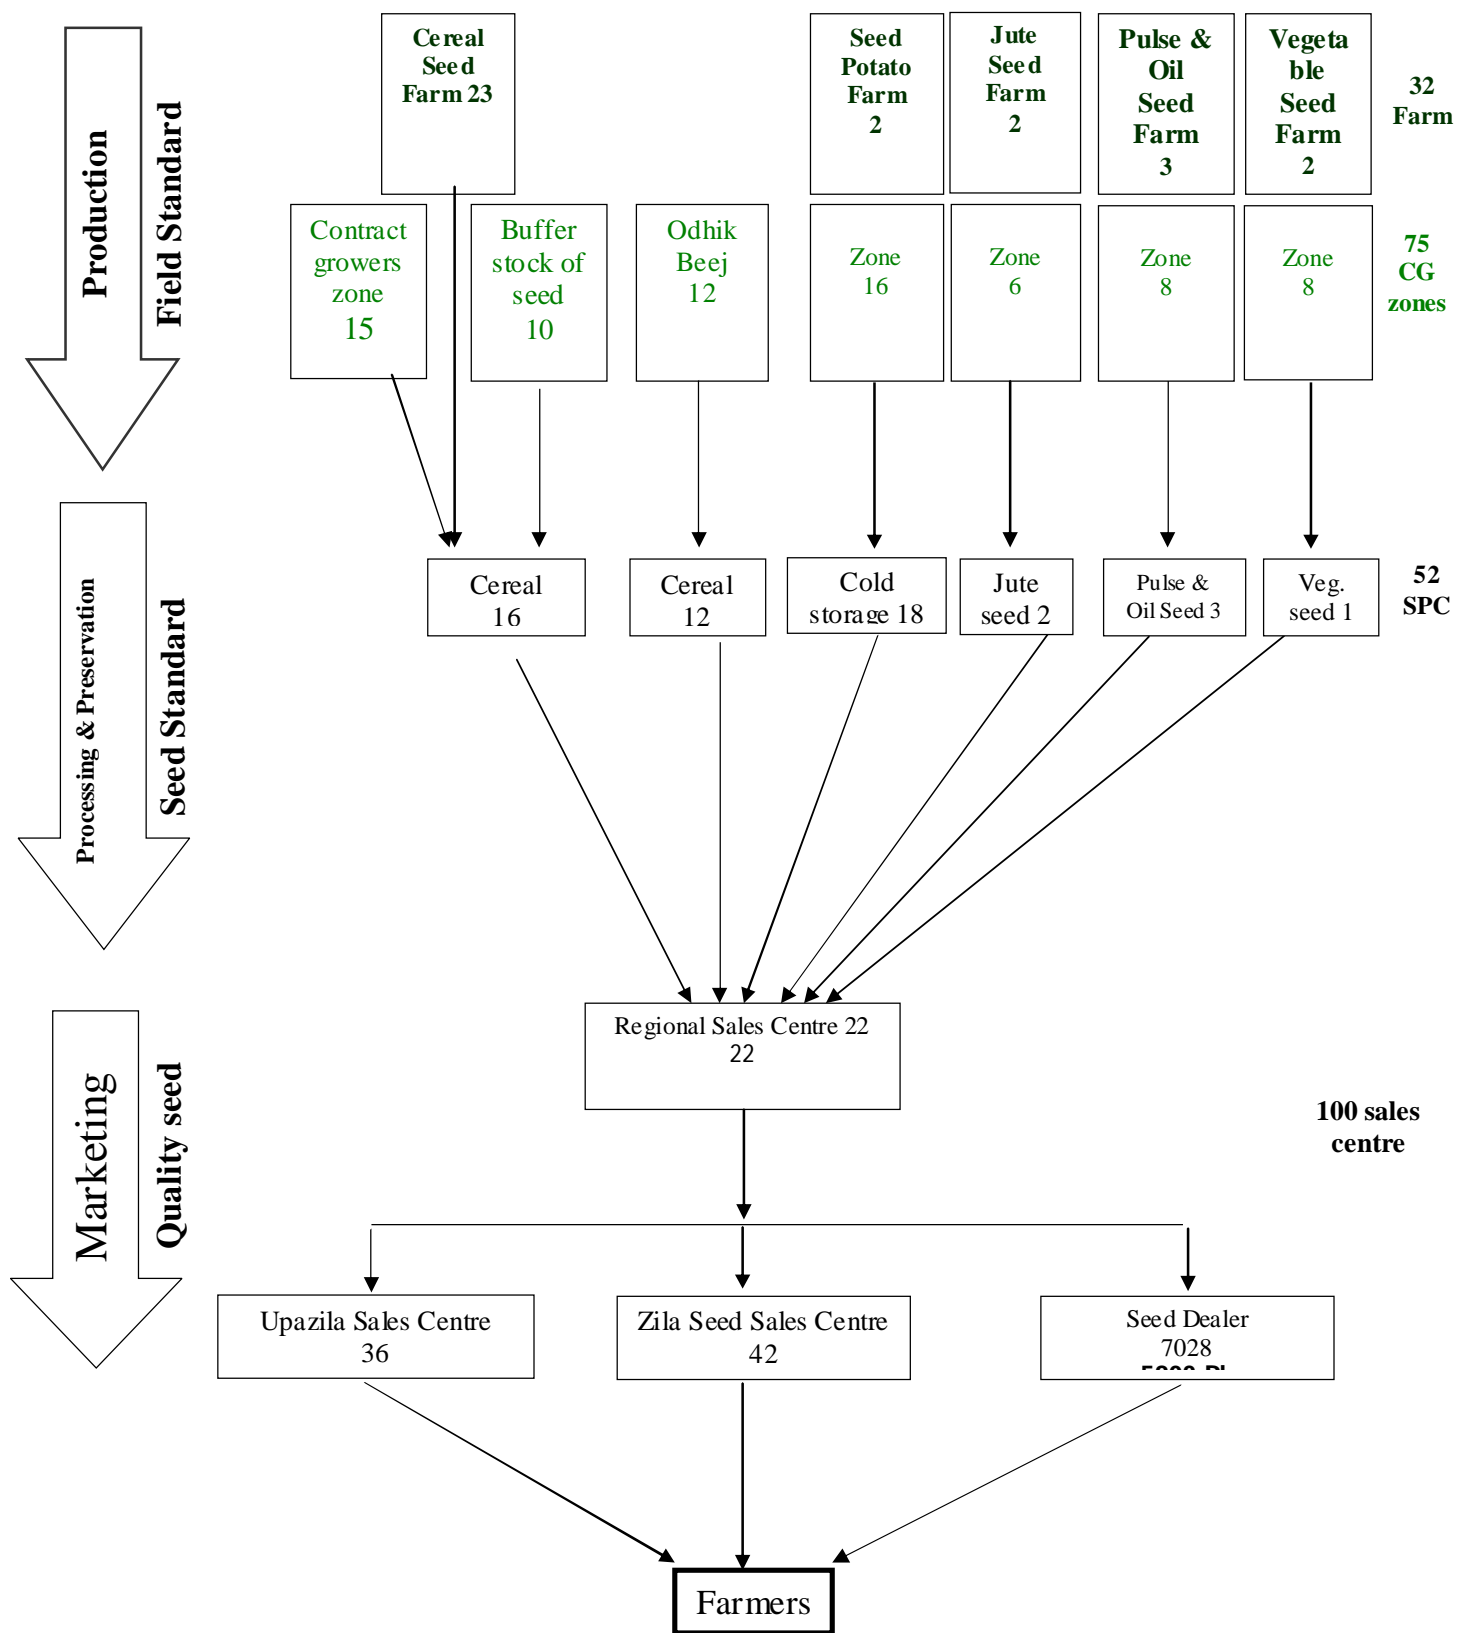 Production
Field Standard
Cereal
Seed
Farm 23
Seed
Potato
Farm
2
Jute
Seed
Farm
2
Pulse &
Oil
Seed
Farm
3
Vegeta
ble
Seed
Farm
2
32
Farm
Contract
growers
zone
15
Buffer
stock of
seed
10
Odhik
Beej
12
Zone
16
Zone
6
Zone
8
Zone
8
75
CG
zones
Processing & Preservation
Seed Standard
Cereal
16
Cereal
12
Cold
storage 18
Jute
seed 2
Pulse &
Oil Seed 3
Veg.
seed 1
52
SPC
Marketing
Quality seed
Regional Sales Centre 22
22
100 sales
centre
Upazila Sales Centre
36
Zila Seed Sales Centre
42
Seed Dealer
7028
Farmers